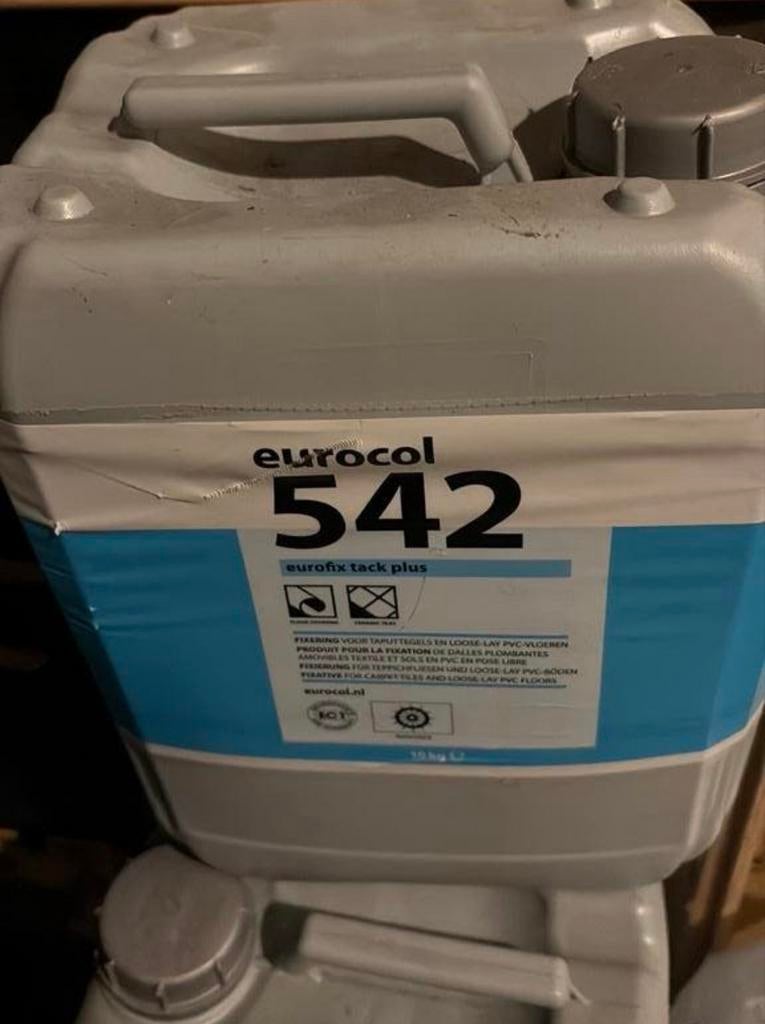 eurocol
542
eurofix tack plus
FIXERING VOOR TAPIJTTEGELS EN LOOSE-LAY PVC-VLOEREN
PRODUIT POUR LA FIXATION DE DALLES PLOMBANTES
AMOVIBLES TEXTILE ET SOLS EN PVC EN POSE LIBRE
FIXIERUNG FÜR TEPPICHFLIESEN UND LOOSE-LAY PVC-BÖDEN
FIXATIVE FOR CARPET TILES AND LOOSE-LAY PVC FLOORS
eurocol.nl
EC 1
10 kg